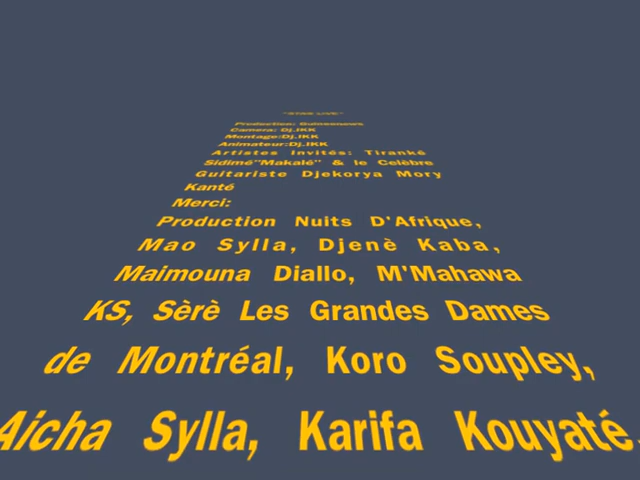 "STAR LIVE"
Production: Guineenews
Camera: Dj.IKK
Montage:Dj.IKK
Animateur:Dj.IKK
Artistes Invités: Tiranké
Sidimé"Makalé" & le Celèbre
Guitariste Djekorya Mory
Kanté
Merci:
Production Nuits D'Afrique,
Mao Sylla, Djenè Kaba,
Maimouna Diallo, M'Mahawa
KS, Sèrè Les Grandes Dames
de Montréal, Koro Soupley,
Aicha Sylla, Karifa Kouyaté,